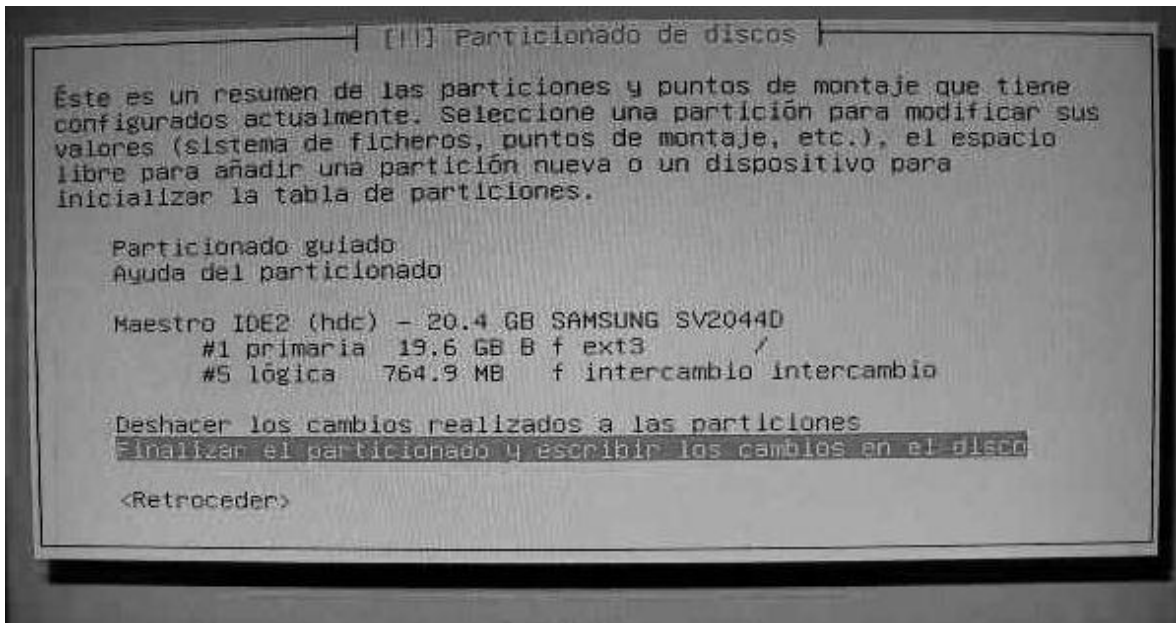 [!!] Particionado de discos
Éste es un resumen de las particiones y puntos de montaje que tiene
configurados actualmente. Seleccione una partición para modificar sus
valores (sistema de ficheros, puntos de montaje, etc.), el espacio
libre para añadir una partición nueva o un dispositivo para
inicializar la tabla de particiones.
Particionado guiado
Ayuda del particionado
Maestro IDE2 (hdc) – 20.4 GB SAMSUNG SV2044D
#1 primaria 19.6 GB B f ext3 /
#5 lógica 764.9 MB f intercambio intercambio
Deshacer los cambios realizados a las particiones
Finalizar el particionado y escribir los cambios en el disco
<Retroceder>